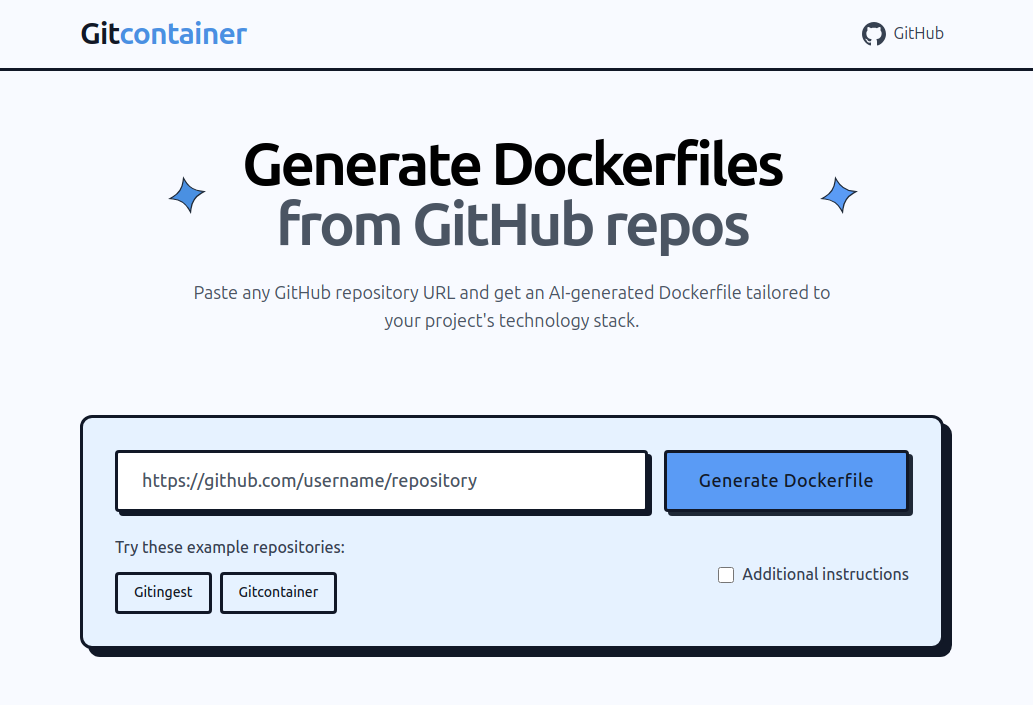 Gitcontainer
GitHub
Generate Dockerfiles
from GitHub repos
Paste any GitHub repository URL and get an AI-generated Dockerfile tailored to
your project's technology stack.
https://github.com/username/repository
Generate Dockerfile
Try these example repositories:
Gitingest
Gitcontainer
Additional instructions